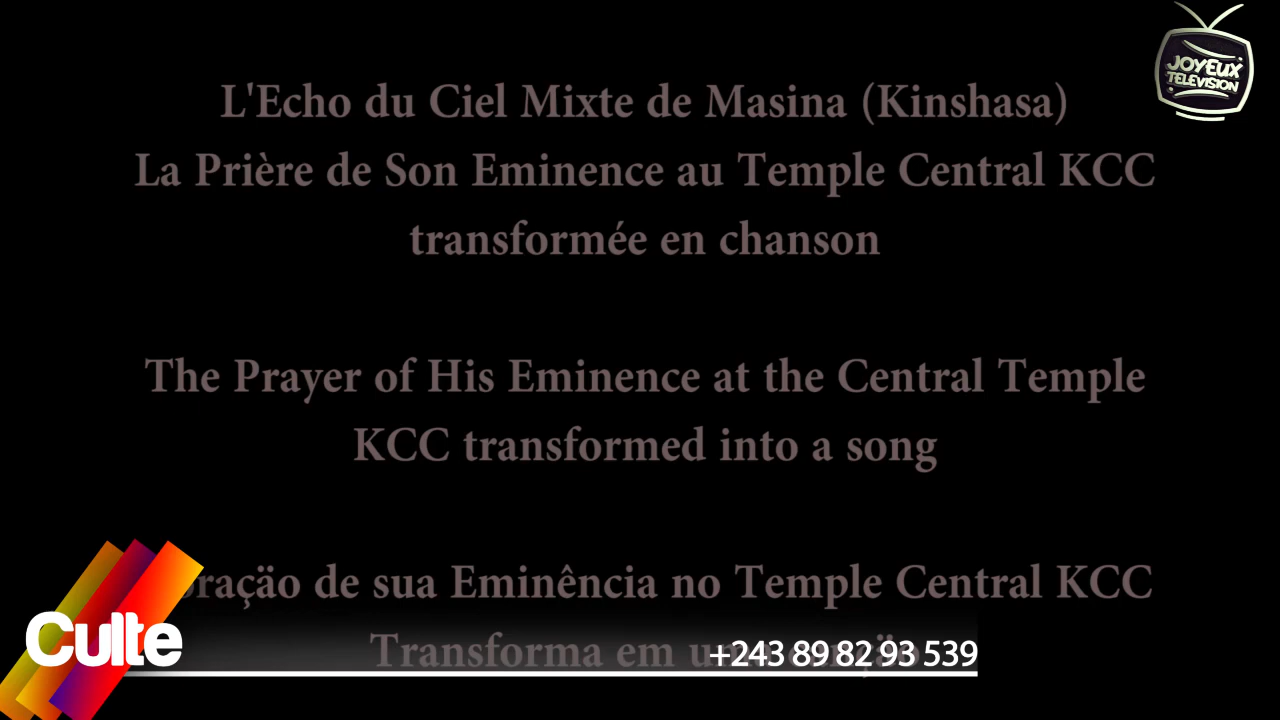 JOYEUX
TELEVISION
L'Echo du Ciel Mixte de Masina (Kinshasa)
La Prière de Son Eminence au Temple Central KCC
transformée en chanson
The Prayer of His Eminence at the Central Temple
KCC transformed into a song
de sua Eminência no Temple Central KCC
Transforma em
Culte
+243 89 82 93 539